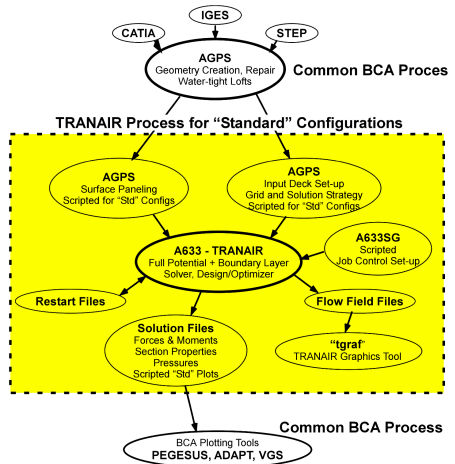 IGES
CATIA
STEP
AGPS
Geometry Creation, Repair
Water-tight Lofts
Common BCA Proces
TRANAIR Process for “Standard” Configurations
AGPS
Surface Paneling
Scripted for “Std” Configs
AGPS
Input Deck Set-up
Grid and Solution Strategy
Scripted for “Std” Configs
A633 - TRANAIR
Full Potential + Boundary Layer
Solver, Design/Optimizer
A633SG
Scripted
Job Control Set-up
Restart Files
Flow Field Files
Solution Files
Forces & Moments
Section Properties
Pressures
Scripted “Std” Plots
“tgraf”
TRANAIR Graphics Tool
Common BCA Process
BCA Plotting Tools
PEGESUS, ADAPT, VGS